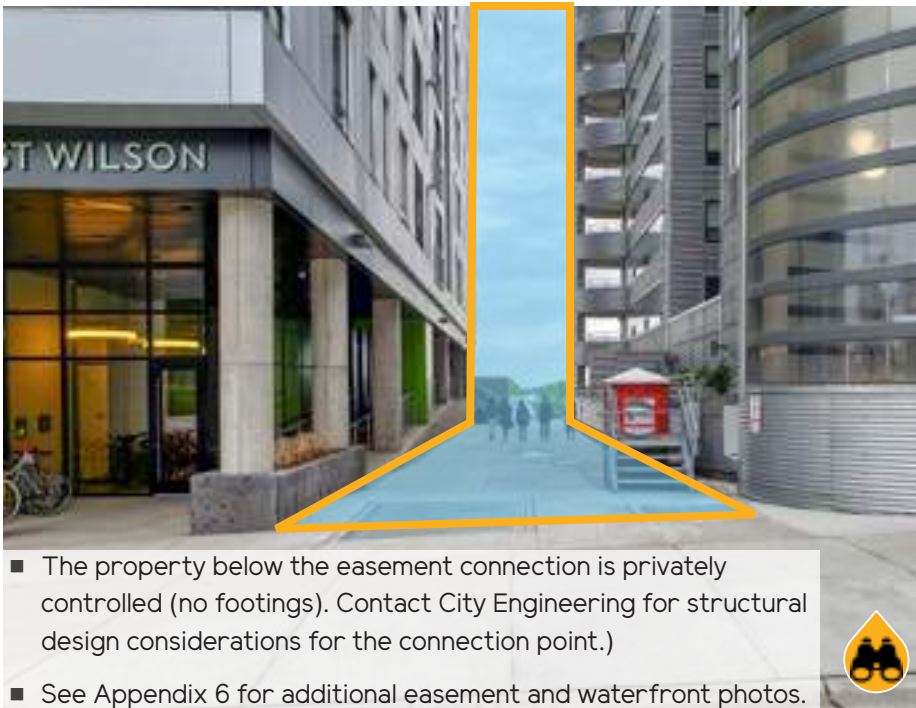 ST WILSON
▪ The property below the easement connection is privately
controlled (no footings). Contact City Engineering for structural
design considerations for the connection point.)
▪ See Appendix 6 for additional easement and waterfront photos.